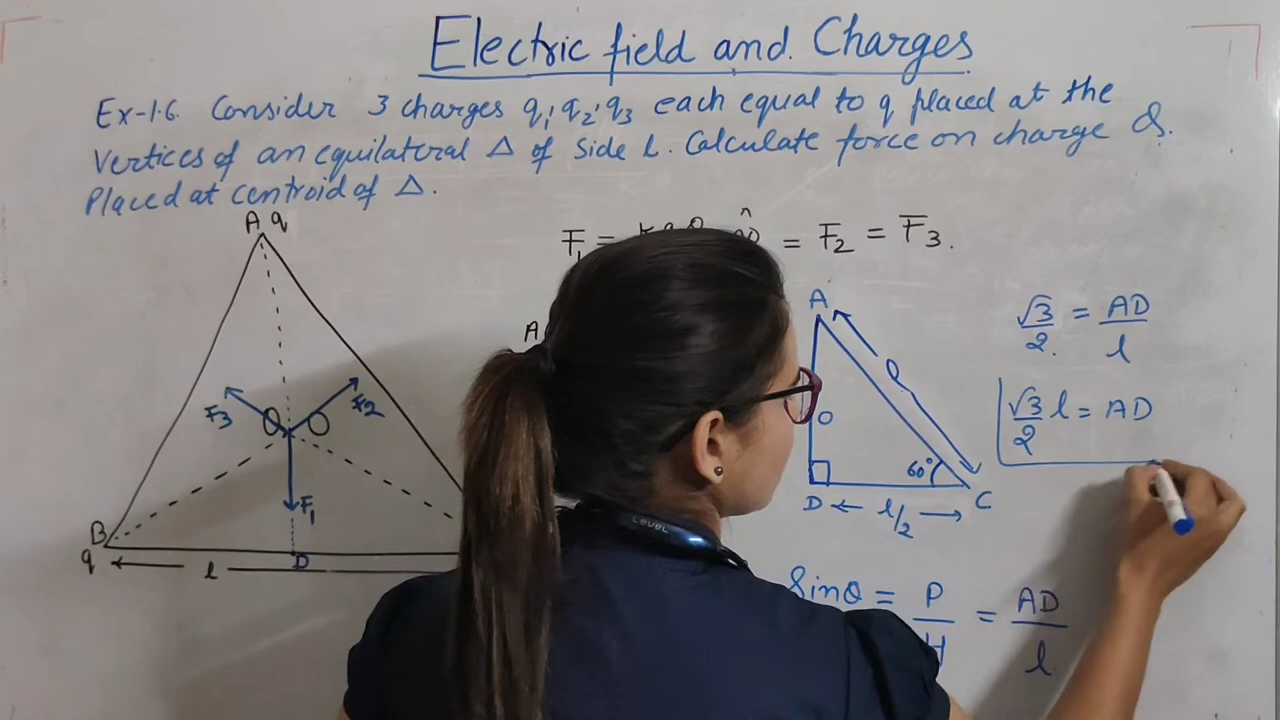 Electric field and Charges
Ex-1.6. Consider 3 charges q₁, q₂, q₃ each equal to q placed at the
Vertices of an equilateral Δ of side L. Calculate force on charge Q.
Placed at centroid of Δ.
A q
F₁ = = F₂ = F₃.
A
F₃ F₂
F₁
B
q l D
A
l
O
60°
D l/2 C
√3/2 = AD/l
√3/2 l = AD
Sinθ = P/H = AD/l
LEVEL